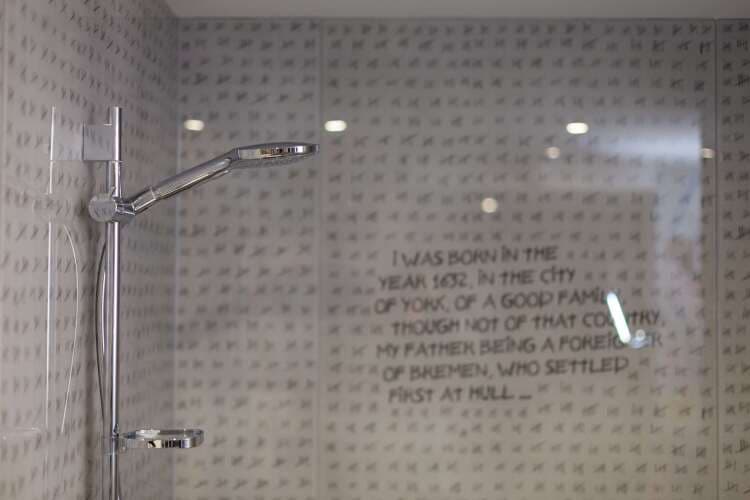 I WAS BORN IN THE
YEAR 1632, IN THE CITY
OF YORK, OF A GOOD FAMILY,
THOUGH NOT OF THAT COUNTRY,
MY FATHER BEING A FOREIGNER
OF BREMEN, WHO SETTLED
FIRST AT HULL ...